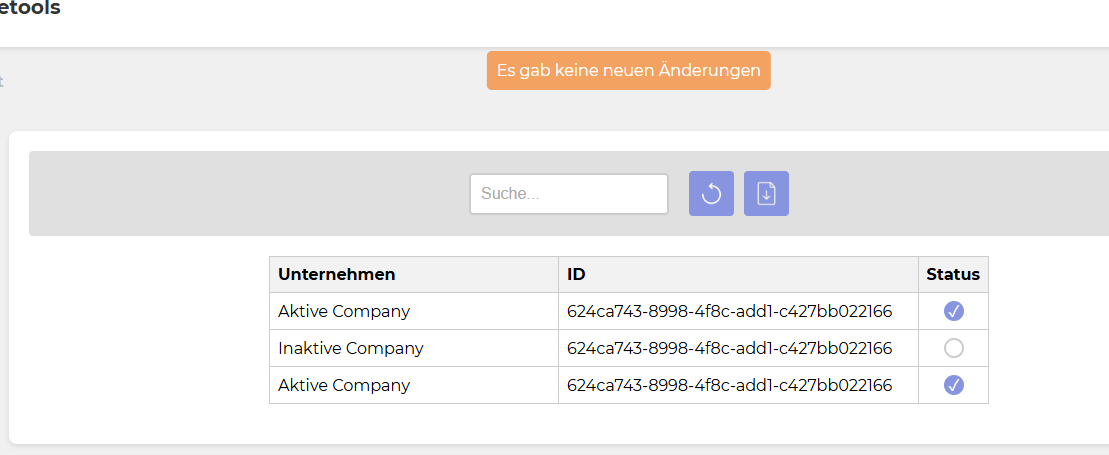 etools
t
Es gab keine neuen Änderungen
Suche...
Unternehmen ID Status
Aktive Company 624ca743-8998-4f8c-add1-c427bb022166
Inaktive Company 624ca743-8998-4f8c-add1-c427bb022166
Aktive Company 624ca743-8998-4f8c-add1-c427bb022166